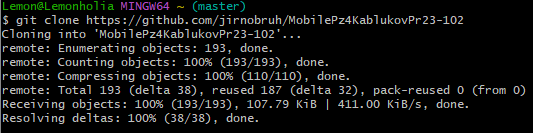 Lemon@Lemonholia MINGW64 ~ (master)
$ git clone https://github.com/jirnobruh/MobilePz4KablukovPr23-102
Cloning into 'MobilePz4KablukovPr23-102'...
remote: Enumerating objects: 193, done.
remote: Counting objects: 100% (193/193), done.
remote: Compressing objects: 100% (110/110), done.
remote: Total 193 (delta 38), reused 187 (delta 32), pack-reused 0 (from 0)
Receiving objects: 100% (193/193), 107.79 KiB | 411.00 KiB/s, done.
Resolving deltas: 100% (38/38), done.